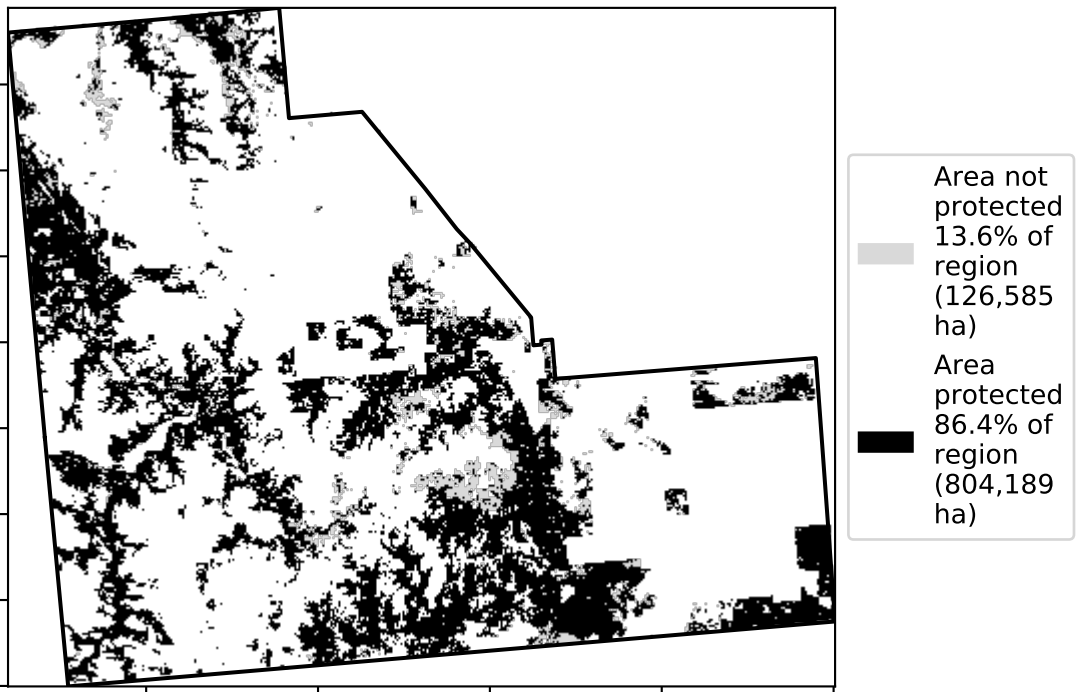 Area not
protected
13.6% of
region
(126,585
ha)
Area
protected
86.4% of
region
(804,189
ha)